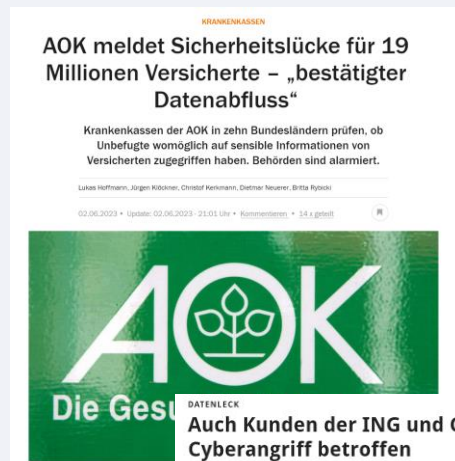 KRANKENKASSEN
AOK meldet Sicherheitslücke für 19
Millionen Versicherte – „bestätigter
Datenabfluss“
Krankenkassen der AOK in zehn Bundesländern prüfen, ob
Unbefugte womöglich auf sensible Informationen von
Versicherten zugegriffen haben. Behörden sind alarmiert.
Lukas Hoffmann, Jürgen Klöckner, Christof Kerkmann, Dietmar Neuerer, Britta Rybicki
02.06.2023 • Update: 02.06.2023 - 21:01 Uhr • Kommentieren • 14 x geteilt
AOK
Die Gesu
DATENLECK
Auch Kunden der ING und
Cyberangriff betroffen